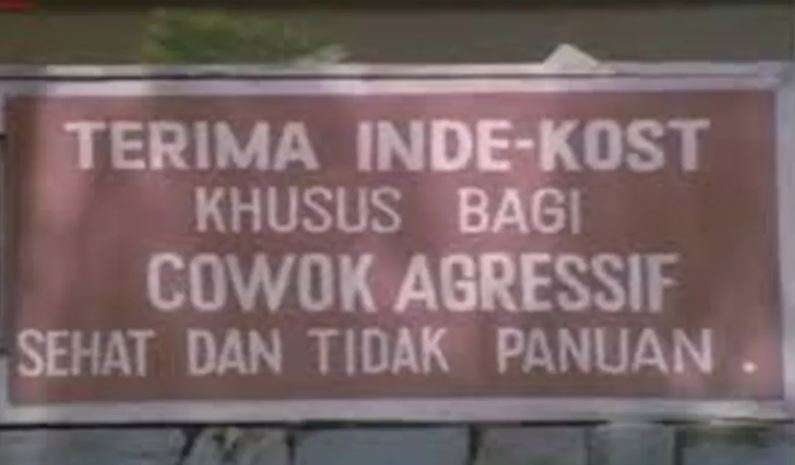 TERIMA INDE-KOST
KHUSUS BAGI
COWOK AGRESSIF
SEHAT DAN TIDAK PANUAN .